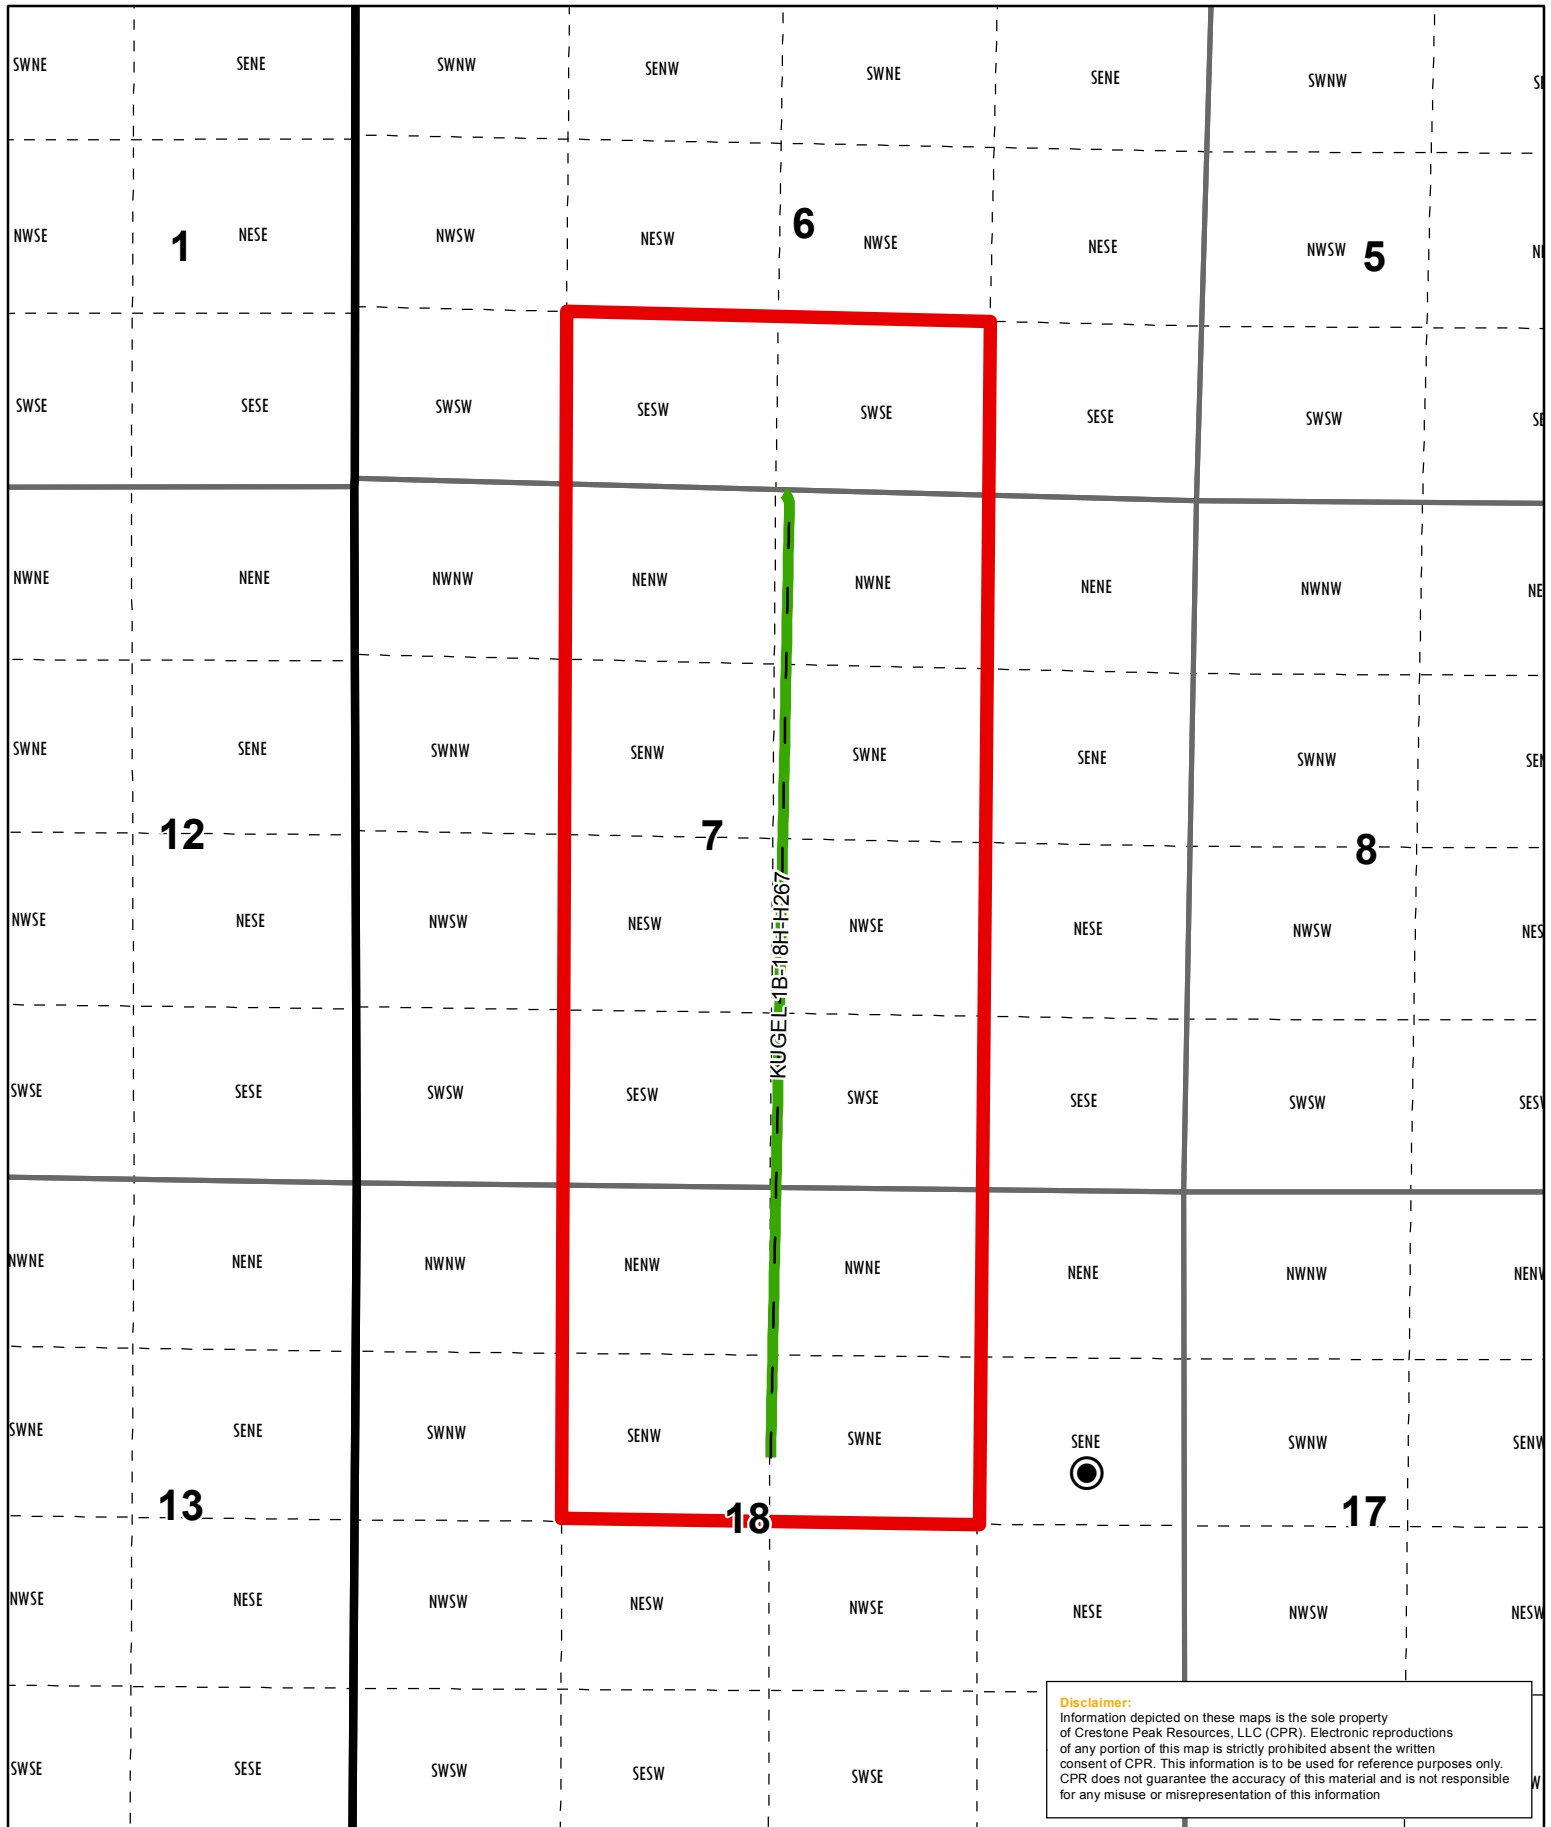 SWNE SENE SWNW SENW SWNE SENE SWNW
NWSE 1 NESE NWSW NESW 6 NWSE NESE NWSW 5
SWSE SESE SWSW SESW SWSE SESE SWSW
NWNE NENE NWNW NENW NWNE NENE NWNW NE
SWNE SENE SWNW SENW SWNE SENE SWNW
12 7 8
KUGEL 1B-18H-H267
NWSE NESE NWSW NESW NWSE NESE NWSW NES
SWSE SESE SWSW SESW SWSE SESE SWSW
NWNE NENE NWNW NENW NWNE NENE NWNW
SWNE SENE SWNW SENW SWNE SENE SWNW SENW
13 18 17
NWSE NESE NWSW NESW NWSE NESE NWSW NESW
SWSE SESE SWSW SESW SWSE
Disclaimer:
Information depicted on these maps is the sole property
of Crestone Peak Resources, LLC (CPR). Electronic reproductions
of any portion of this map is strictly prohibited absent the written
consent of CPR. This information is to be used for reference purposes only.
CPR does not guarantee the accuracy of this material and is not responsible
for any misuse or misrepresentation of this information